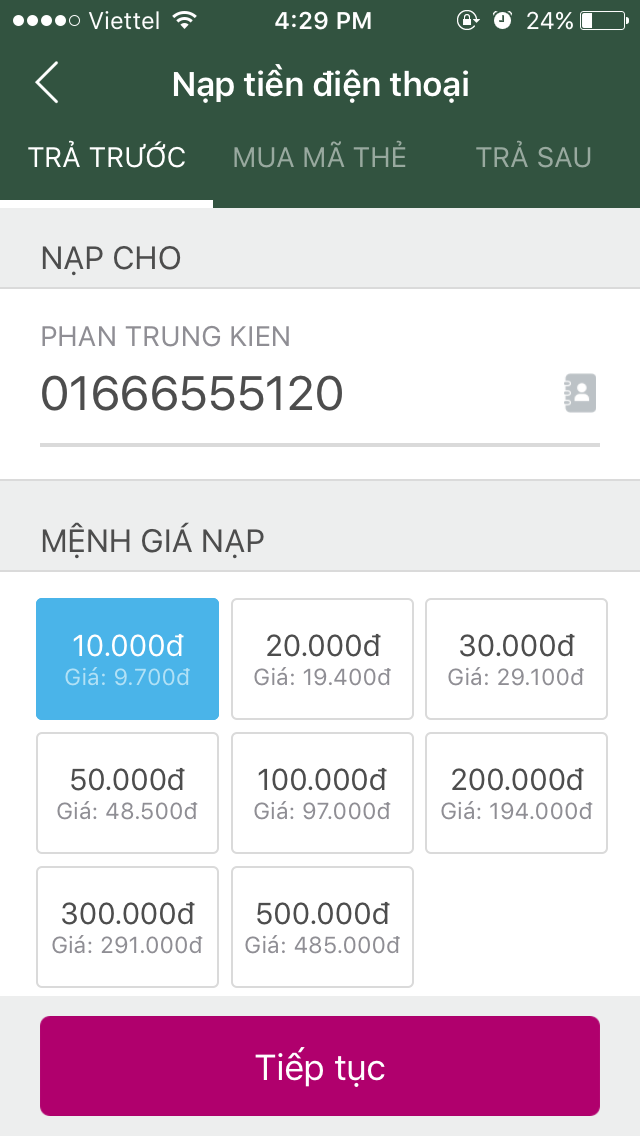 Viettel 4:29 PM 24%
Nạp tiền điện thoại
TRẢ TRƯỚC MUA MÃ THẺ TRẢ SAU
NẠP CHO
PHAN TRUNG KIEN
01666555120
MỆNH GIÁ NẠP
10.000đ 20.000đ 30.000đ
Giá: 9.700đ Giá: 19.400đ Giá: 29.100đ
50.000đ 100.000đ 200.000đ
Giá: 48.500đ Giá: 97.000đ Giá: 194.000đ
300.000đ 500.000đ
Giá: 291.000đ Giá: 485.000đ
Tiếp tục